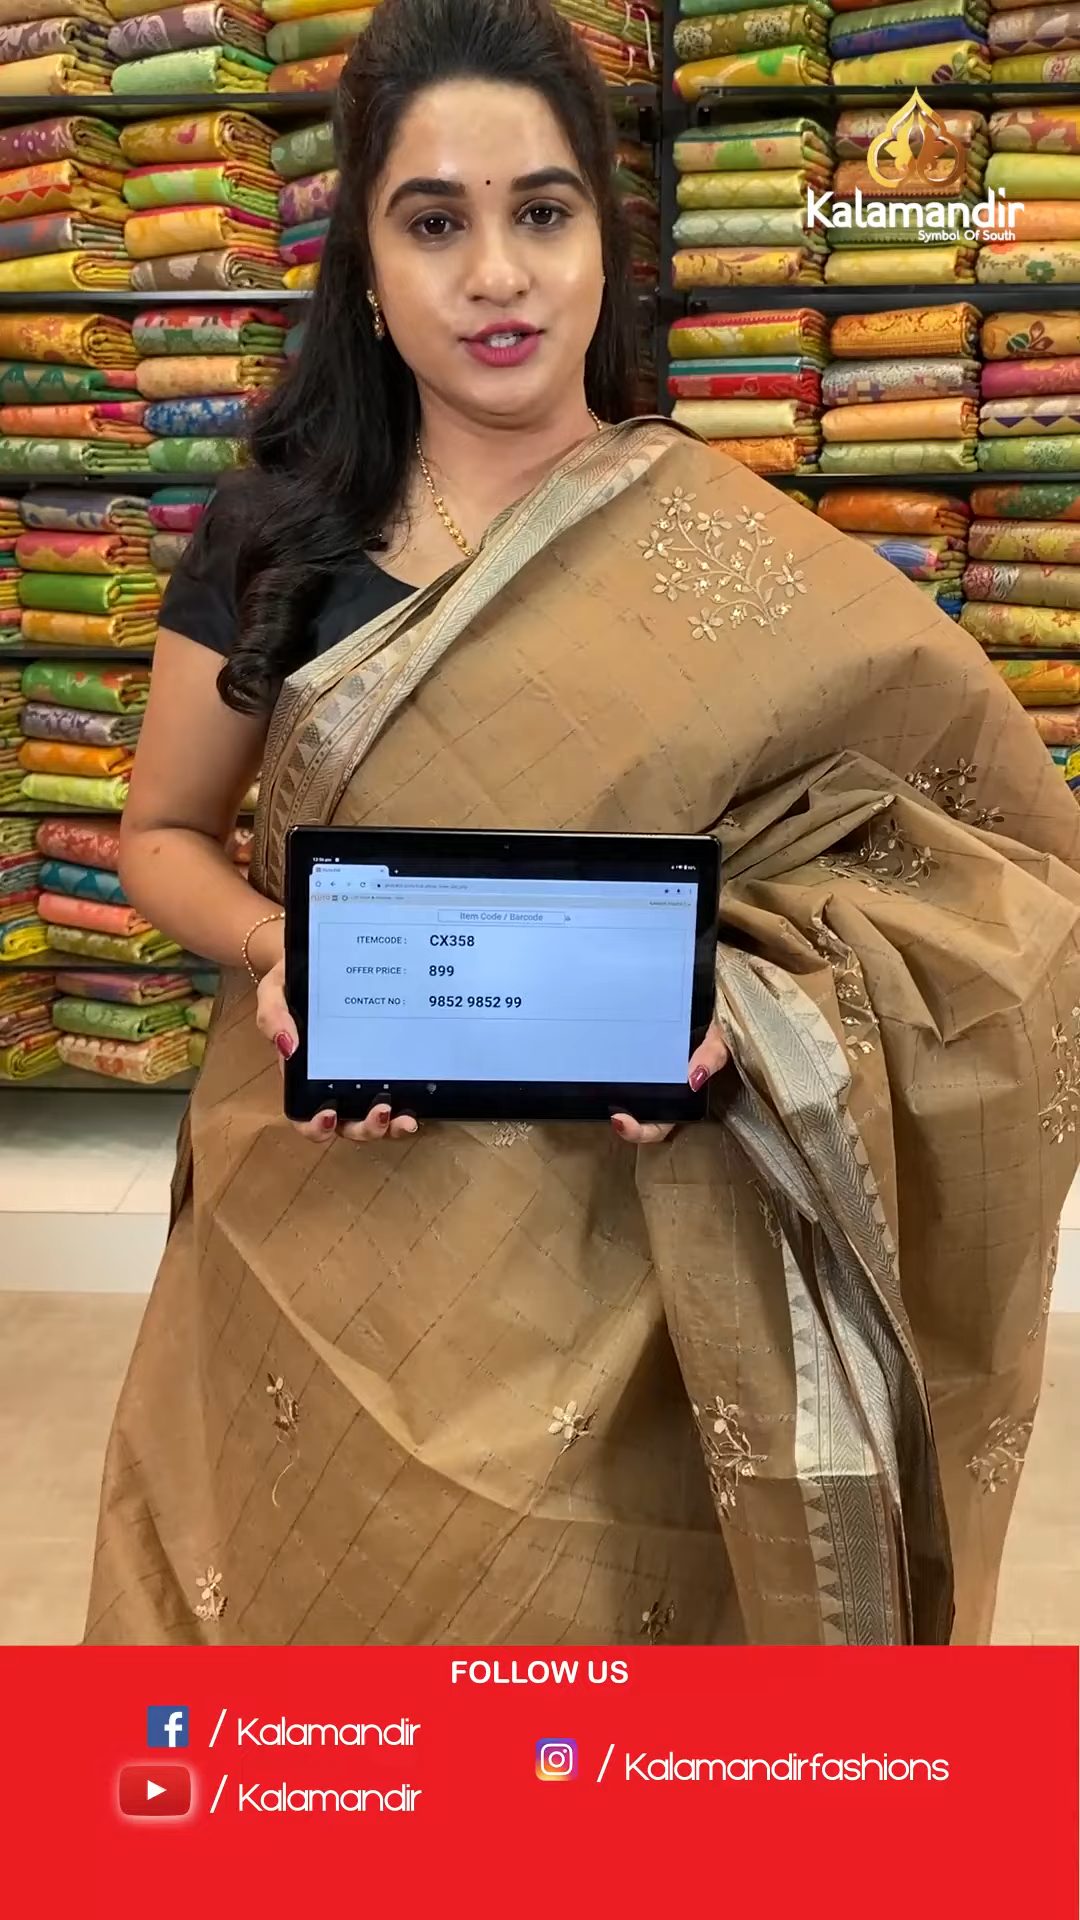 Kalamandir
Symbol Of South
Item Code / Barcode
ITEMCODE : CX358
OFFER PRICE : 899
CONTACT NO : 9852 9852 99
FOLLOW US
/ Kalamandir
/ Kalamandir
/ Kalamandirfashions